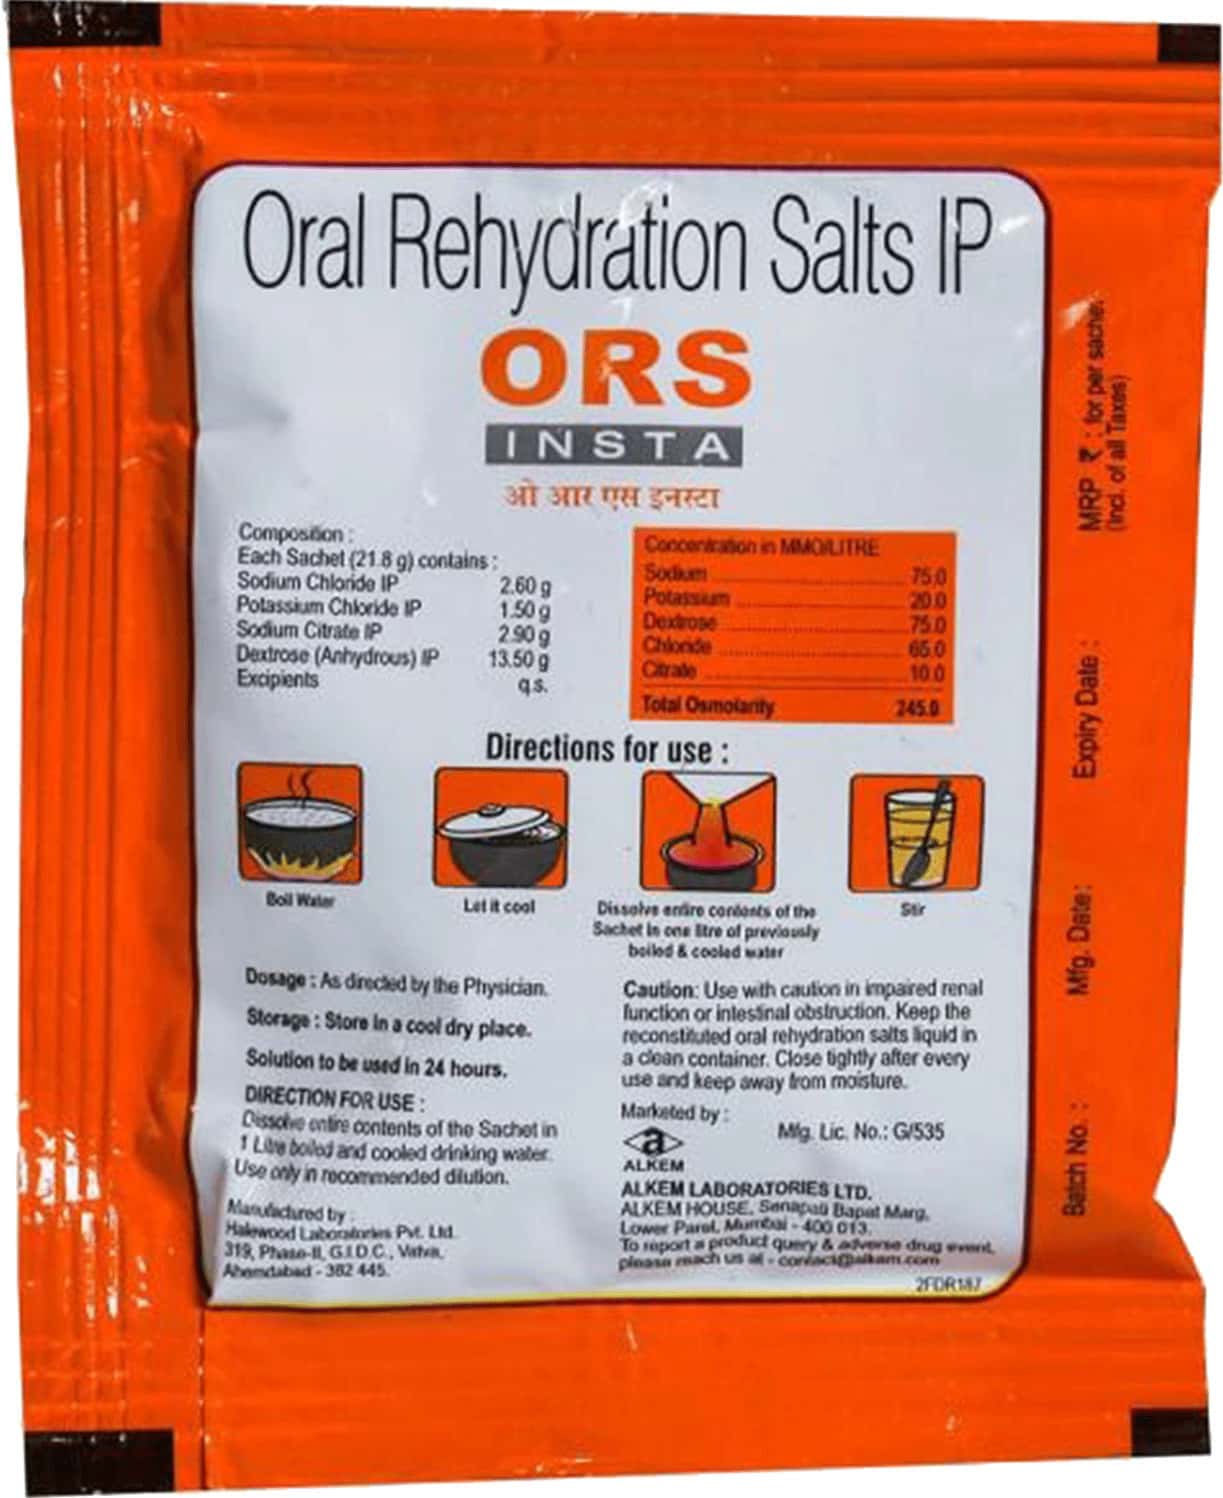 Oral Rehydration Salts IP
ORS
INSTA
ओ आर एस इनस्टा
Composition :
Each Sachet (21.8 g) contains :
Sodium Chloride IP 2.60 g
Potassium Chloride IP 1.50 g
Sodium Citrate IP 2.90 g
Dextrose (Anhydrous) IP 13.50 g
Excipients q.s.
Concentration in MMO/LITRE
Sodium 75.0
Potassium 20.0
Dextrose 75.0
Chloride 65.0
Citrate 10.0
Total Osmolarity 245.0
Directions for use :
Boil Water
Let it cool
Dissolve entire contents of the
Sachet in one litre of previously
boiled & cooled water
Stir
Dosage : As directed by the Physician.
Storage : Store in a cool dry place.
Solution to be used in 24 hours.
DIRECTION FOR USE :
Dissolve entire contents of the Sachet in
1 Litre boiled and cooled drinking water.
Use only in recommended dilution.
Manufactured by :
Halewood Laboratories Pvt. Ltd.
319, Phase-II, G.I.D.C., Vatva,
Ahemdabad - 382 445.
Caution: Use with caution in impaired renal
function or intestinal obstruction. Keep the
reconstituted oral rehydration salts liquid in
a clean container. Close tightly after every
use and keep away from moisture.
Marketed by :
Mfg. Lic. No.: G/535
a
ALKEM
ALKEM LABORATORIES LTD.
ALKEM HOUSE, Senapati Bapat Marg,
Lower Parel, Mumbai - 400 013.
To report a product query & adverse drug event,
please reach us at - contact@alkem.com
2FDR187
MRP ₹ : for per sachet
(Incl. of all Taxes)
Expiry Date :
Mfg. Date:
Batch No. :